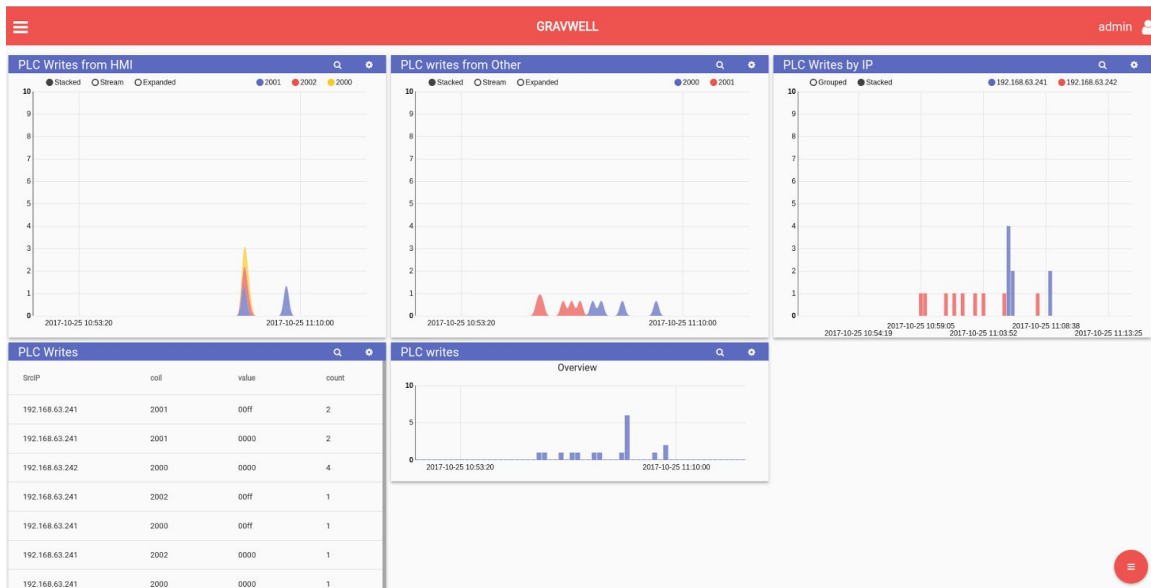 GRAVWELL
admin
PLC Writes from HMI
Stacked Stream Expanded 2001 2002 2000
10
9
8
7
6
5
4
3
2
1
0
2017-10-25 10:53:20 2017-10-25 11:10:00
PLC writes from Other
Stacked Stream Expanded 2000 2001
10
9
8
7
6
5
4
3
2
1
0
2017-10-25 10:53:20 2017-10-25 11:10:00
PLC Writes by IP
Grouped Stacked 192.168.63.241 192.168.63.242
10
9
8
7
6
5
4
3
2
1
0
2017-10-25 10:59:05 2017-10-25 11:08:38
2017-10-25 10:54:19 2017-10-25 11:03:52 2017-10-25 11:13:25
PLC Writes
SrcIP coil value count
192.168.63.241 2001 00ff 2
192.168.63.241 2001 0000 2
192.168.63.242 2000 0000 4
192.168.63.241 2002 00ff 1
192.168.63.241 2000 00ff 1
192.168.63.241 2002 0000 1
192.168.63.241 2000 0000 1
PLC writes
Overview
10
5
0
2017-10-25 10:53:20 2017-10-25 11:10:00